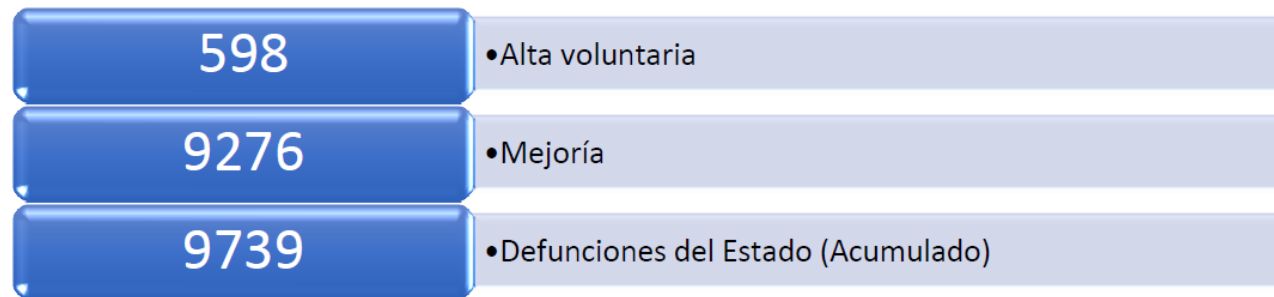 598 •Alta voluntaria
9276 •Mejoría
9739 •Defunciones del Estado (Acumulado)